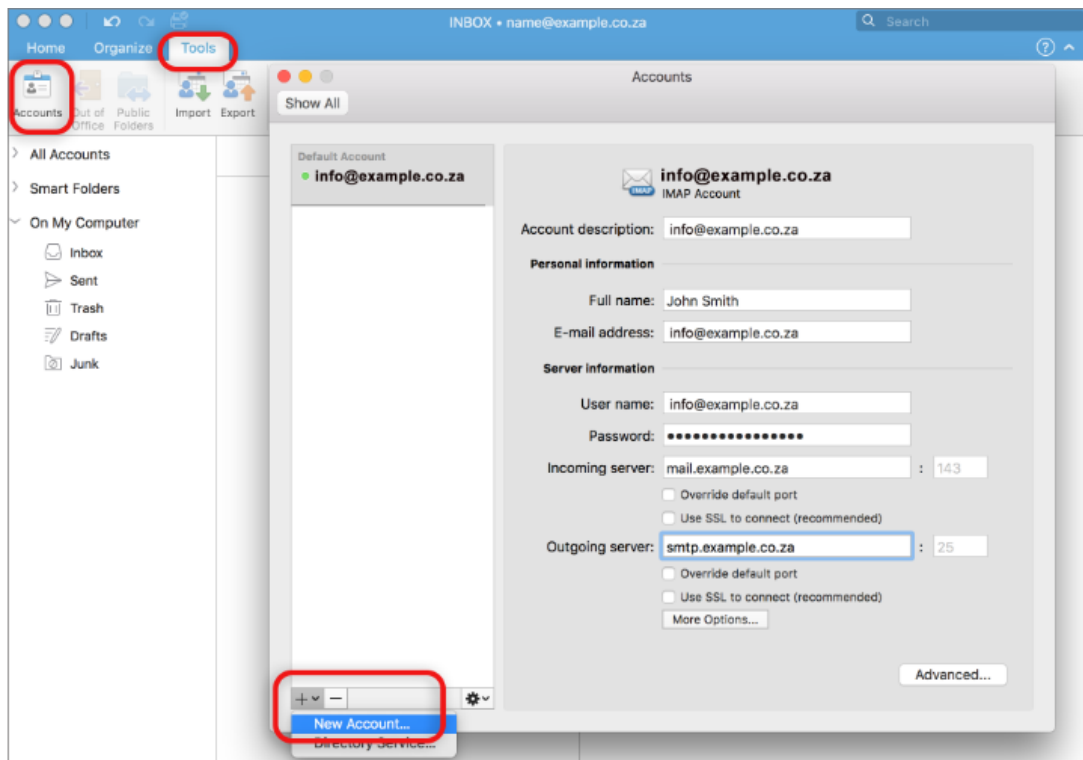 INBOX • name@example.co.za
Search
Home Organize Tools
Accounts
Out of Office
Public Folders
Import
Export
All Accounts
Smart Folders
On My Computer
Inbox
Sent
Trash
Drafts
Junk
Accounts
Show All
Default Account
info@example.co.za
info@example.co.za
IMAP
IMAP Account
Account description: info@example.co.za
Personal information
Full name: John Smith
E-mail address: info@example.co.za
Server information
User name: info@example.co.za
Password: ••••••••••••••••
Incoming server: mail.example.co.za : 143
Override default port
Use SSL to connect (recommended)
Outgoing server: smtp.example.co.za : 25
Override default port
Use SSL to connect (recommended)
More Options...
Advanced...
New Account...
Directory Service...